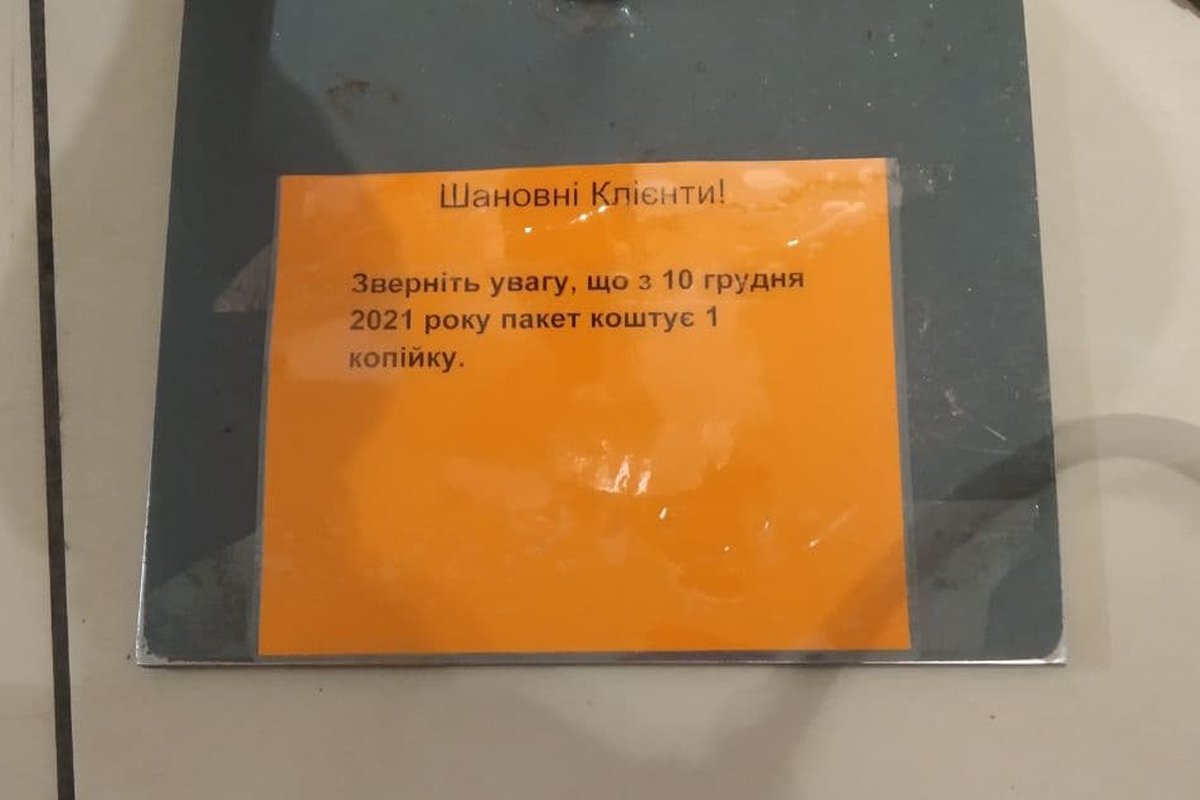 Шановні Клієнти!
Зверніть увагу, що з 10 грудня
2021 року пакет коштує 1
копійку.